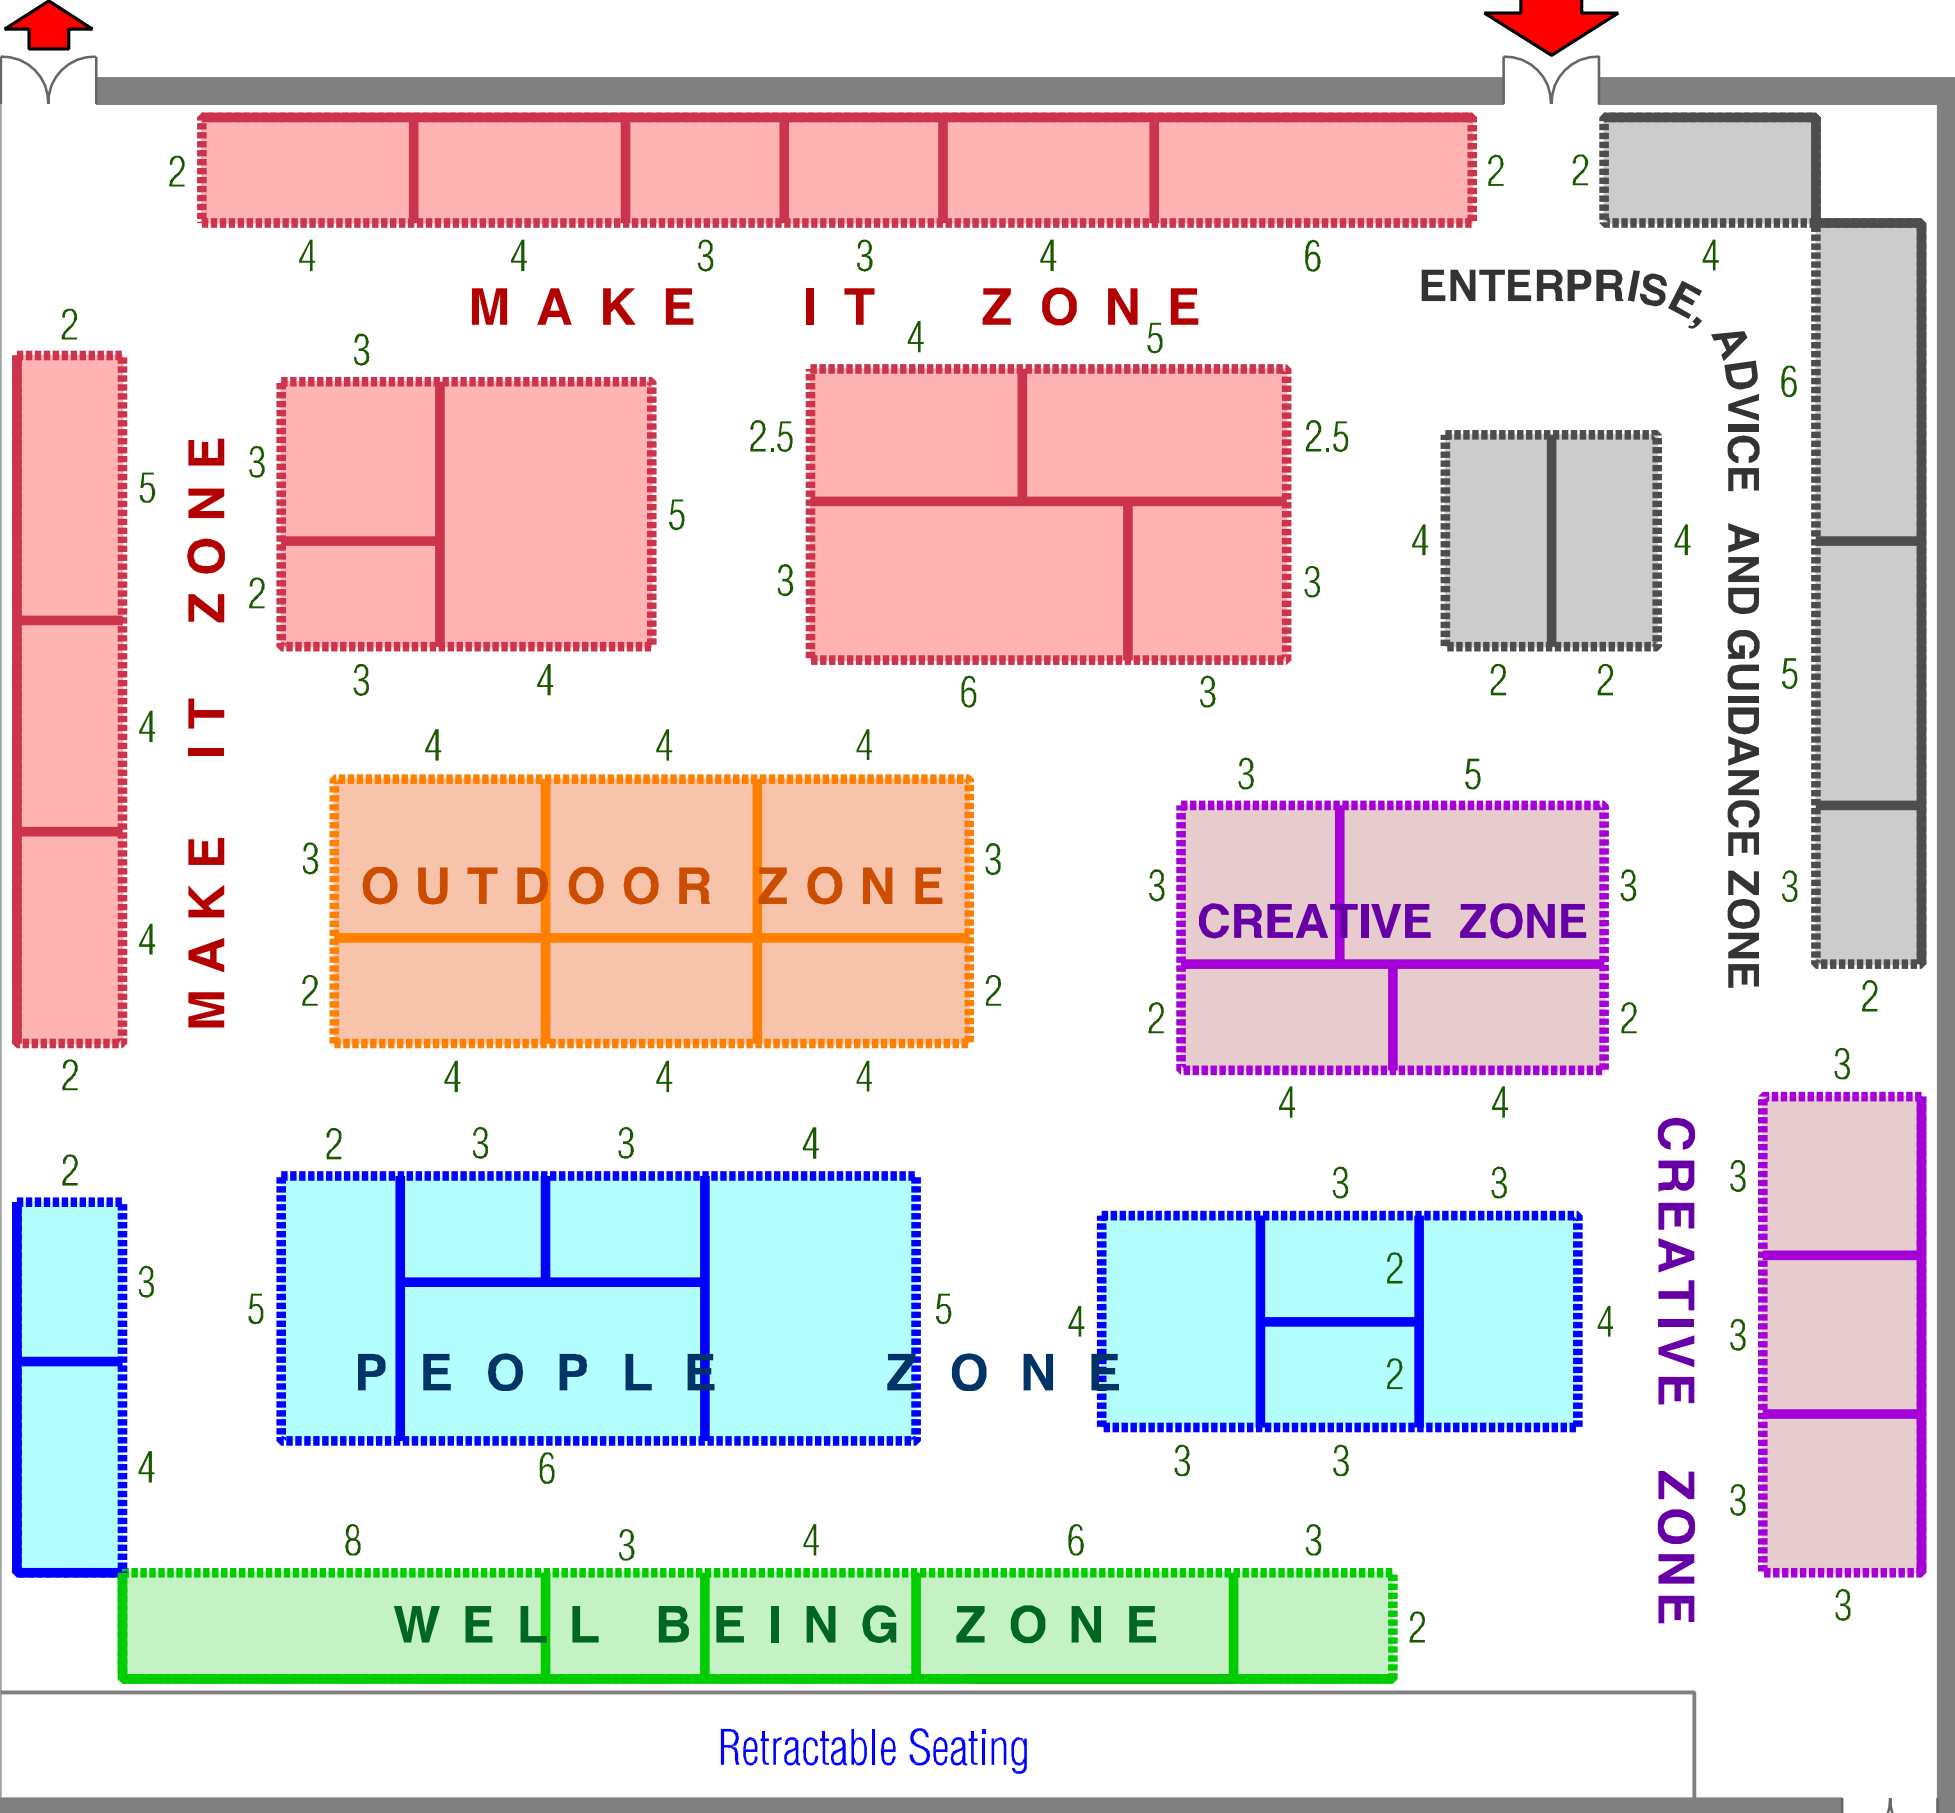 2 2 2
4 4 3 3 4 6 4
MAKE IT ZONE
ENTERPRISE, ADVICE AND GUIDANCE ZONE
2 3 4 5
6
5 3 2.5 2.5
4 4
2 5 3 3
3 4 6 3 2 2
5
MAKE IT ZONE
4
4 4 4 3 5
3 3 3 3 3
OUTDOOR ZONE
CREATIVE ZONE
4
2 2 2 2 2
2 4 4 4 4 4 3
2 2 3 3 4
3 3
3
3 5 5 4 2 4
3
CREATIVE ZONE
PEOPLE ZONE
2
4 6 3 3
3
8 3 4 6 3
3
WELL BEING ZONE
2
Retractable Seating